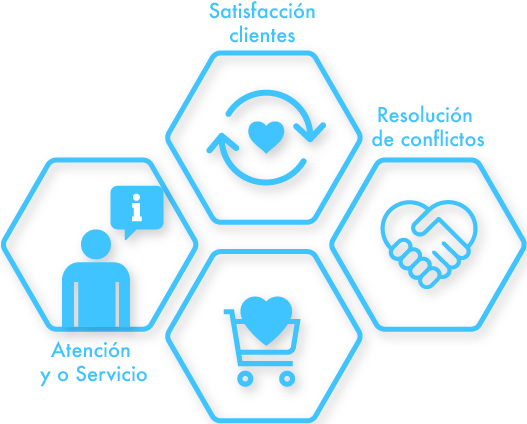 Satisfacción
clientes
Resolución
de conflictos
i
Atención
y o Servicio